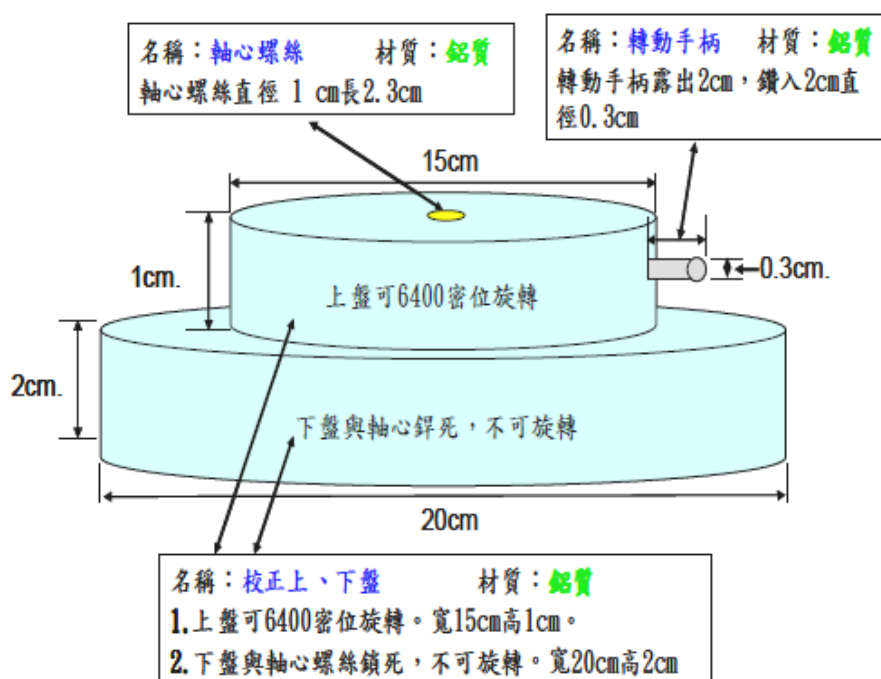 名稱：軸心螺絲 材質：鋁質
軸心螺絲直徑 1 cm長2.3cm
名稱：轉動手柄 材質：鋁質
轉動手柄露出2cm，鑽入2cm直
徑0.3cm
15cm
1cm.
0.3cm.
上盤可6400密位旋轉
2cm.
下盤與軸心銲死，不可旋轉
20cm
名稱：校正上、下盤 材質：鋁質
1.上盤可6400密位旋轉。寬15cm高1cm。
2.下盤與軸心螺絲鎖死，不可旋轉。寬20cm高2cm